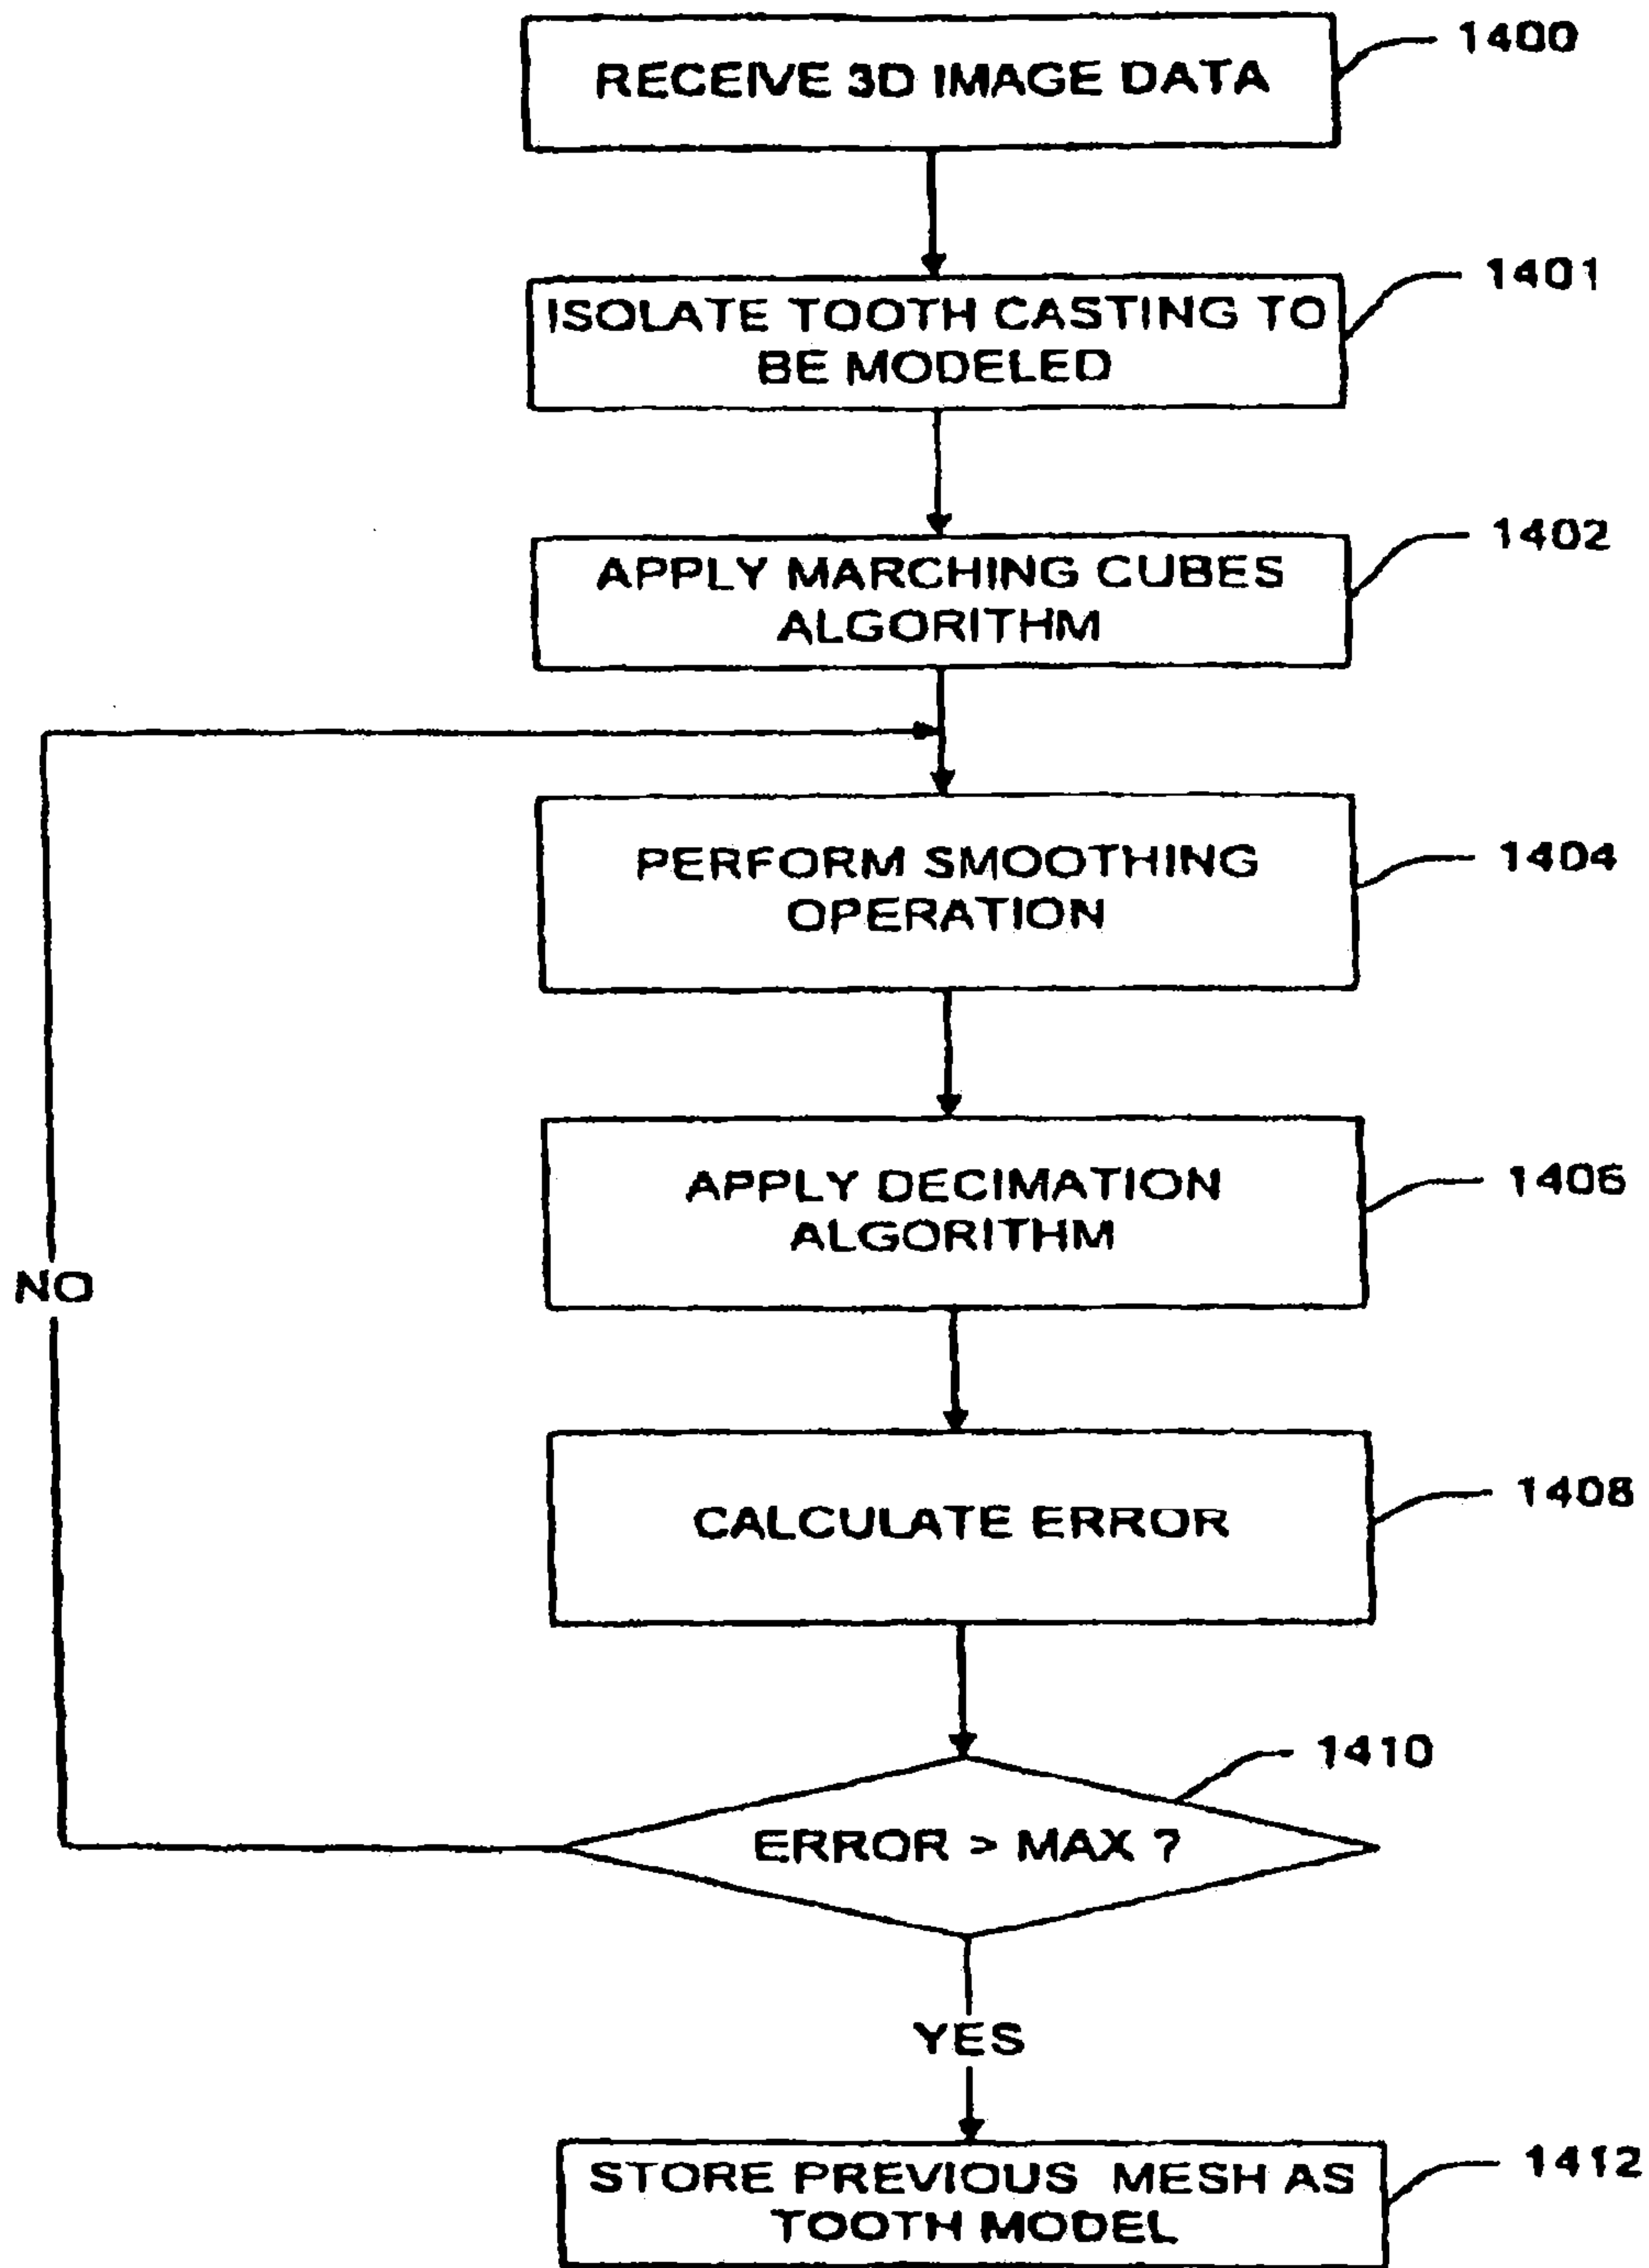 RECEIVE 3D IMAGE DATA
1400
ISOLATE TOOTH CASTING TO
BE MODELED
1401
APPLY MARCHING CUBES
ALGORITHM
1402
PERFORM SMOOTHING
OPERATION
1404
APPLY DECIMATION
ALGORITHM
1406
NO
CALCULATE ERROR
1408
ERROR > MAX ?
1410
YES
STORE PREVIOUS MESH AS
TOOTH MODEL
1412